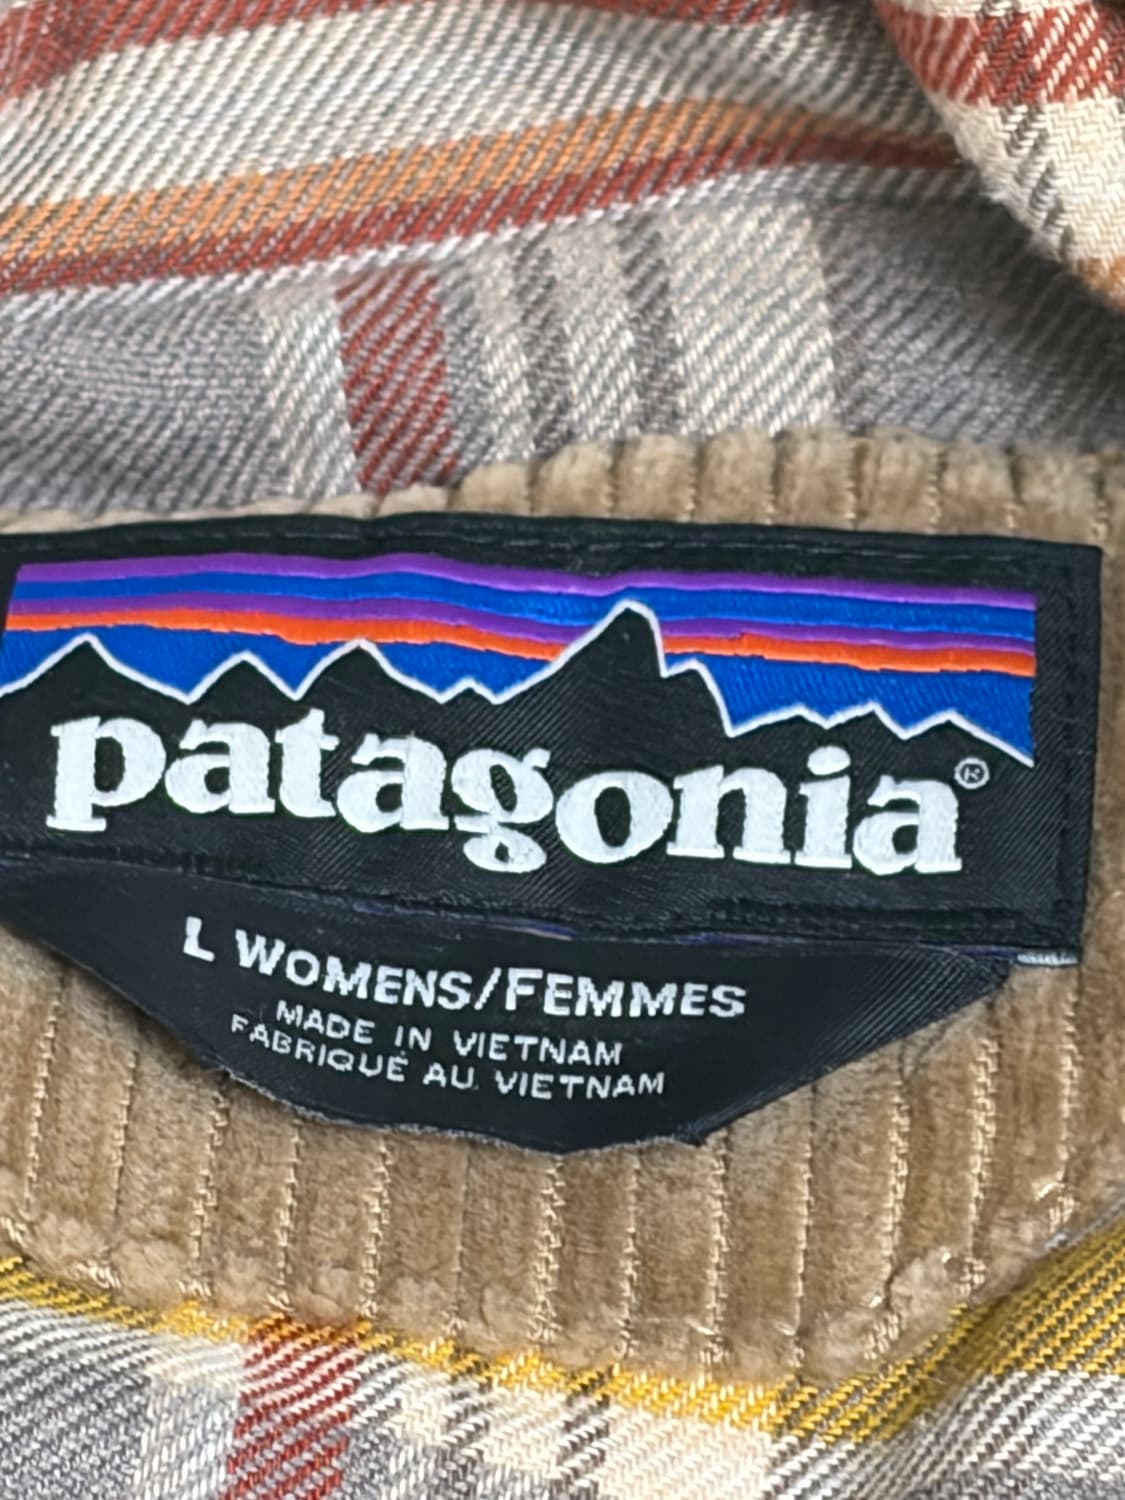 patagonia®
L WOMENS/FEMMES
MADE IN VIETNAM
FABRIQUÉ AU VIETNAM